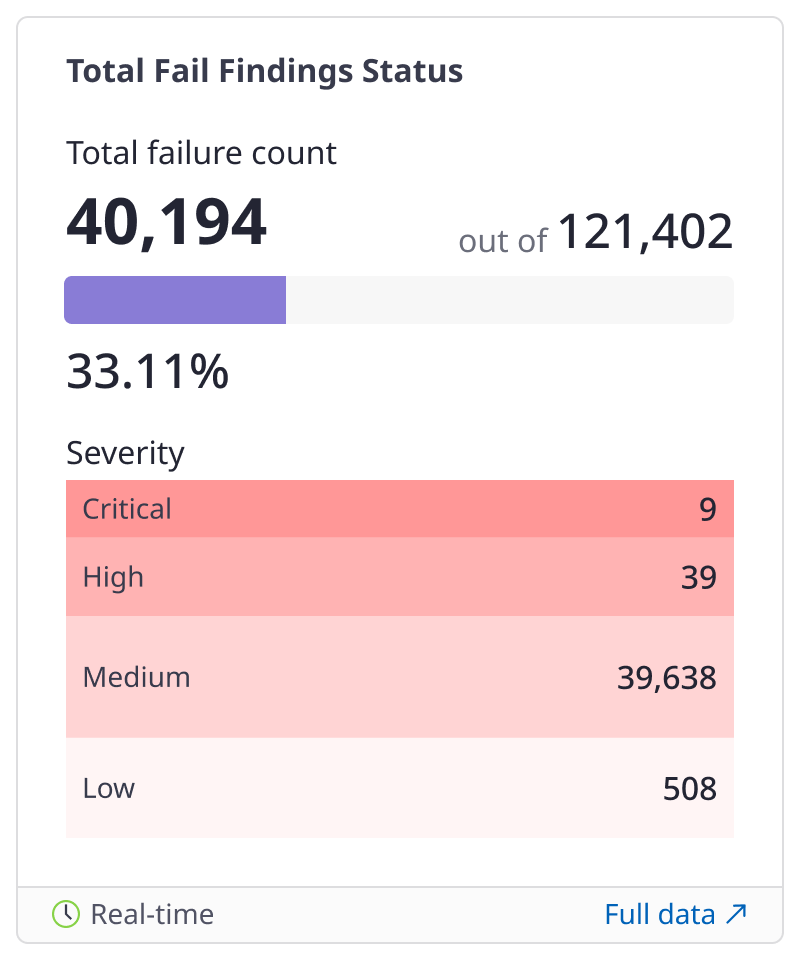 Total Fail Findings Status
Total failure count
40,194 out of 121,402
33.11%
Severity
Critical 9
High 39
Medium 39,638
Low 508
Real-time Full data